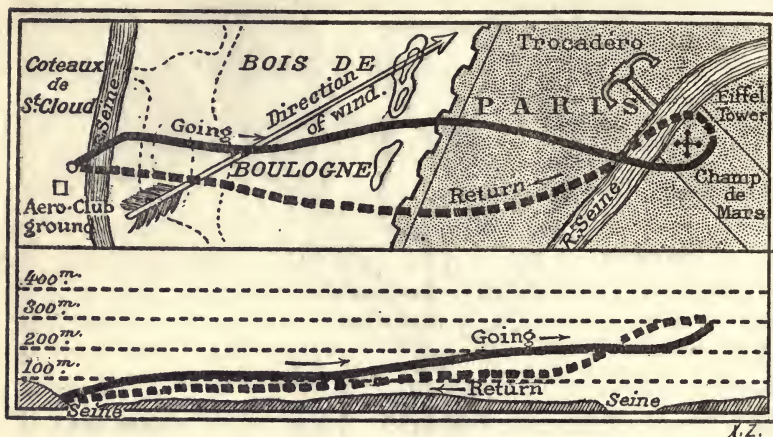 Coteaux
de
St Cloud
Seine
BOIS DE
Direction
of wind.
Going
BOULOGNE
Return
Aero-Club
ground
Trocadéro
PARIS
Eiffel
Tower
Champ
de
Mars
R. Seine
400m.
300m.
200m.
100m.
Going
Return
Seine
Seine
X.Z.